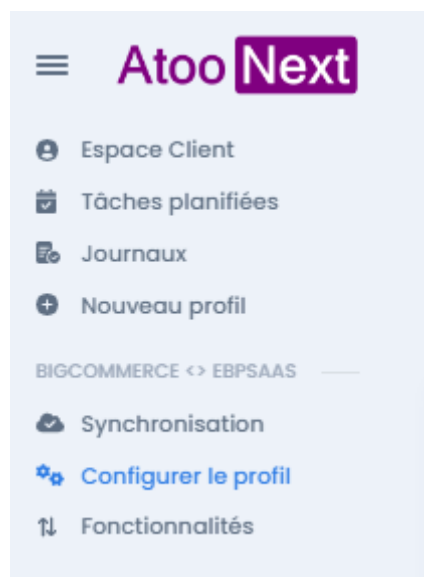 Atoo Next
Espace Client
Tâches planifiées
Journaux
Nouveau profil
BIGCOMMERCE <> EBPSAAS
Synchronisation
Configurer le profil
Fonctionnalités